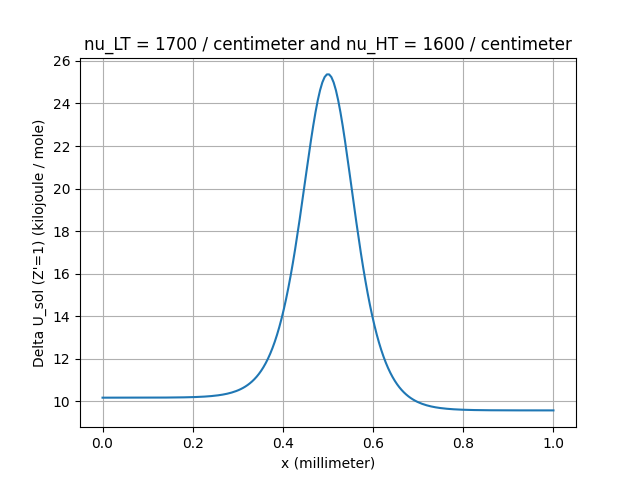 nu_LT = 1700 / centimeter and nu_HT = 1600 / centimeter
26
24
22
20
18
16
14
12
10
Delta U_sol (Z'=1) (kilojoule / mole)
0.0 0.2 0.4 0.6 0.8 1.0
x (millimeter)